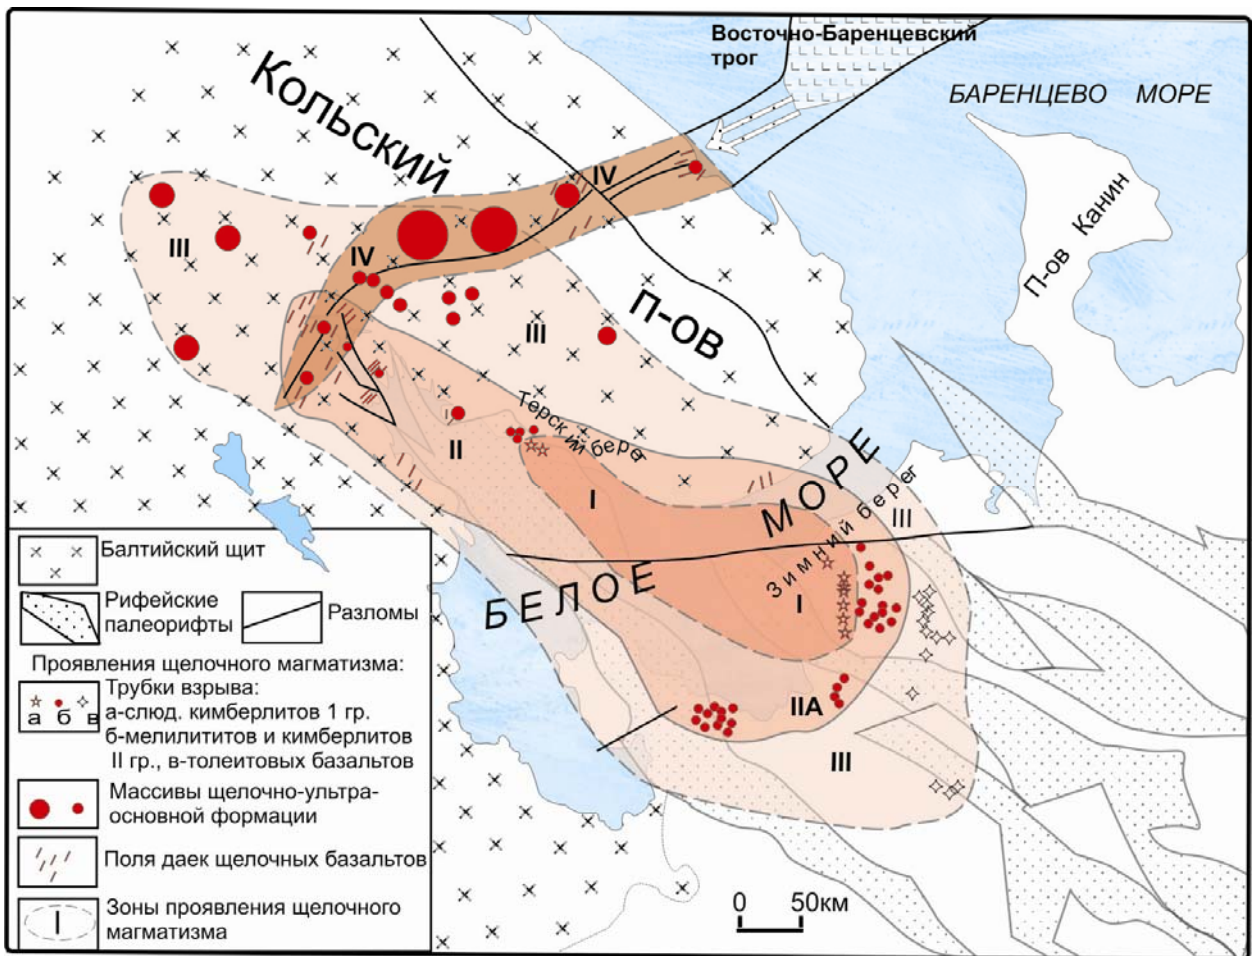 Восточно-Баренцевский
трог
БАРЕНЦЕВО МОРЕ
Кольский
П-ов
П-ов Канин
IV
IV
III
III
Терский берег
II
I
МОРЕ
Зимний берег
III
БЕЛОЕ
I
IIА
III
0 50км
Балтийский щит
Рифейские
палеорифты
Разломы
Проявления щелочного магматизма:
Трубки взрыва:
а б в
а-слюд. кимберлитов 1 гр.
б-мелилититов и кимберлитов
II гр., в-толеитовых базальтов
Массивы щелочно-ультра-
основной формации
Поля даек щелочных базальтов
I
Зоны проявления щелочного
магматизма